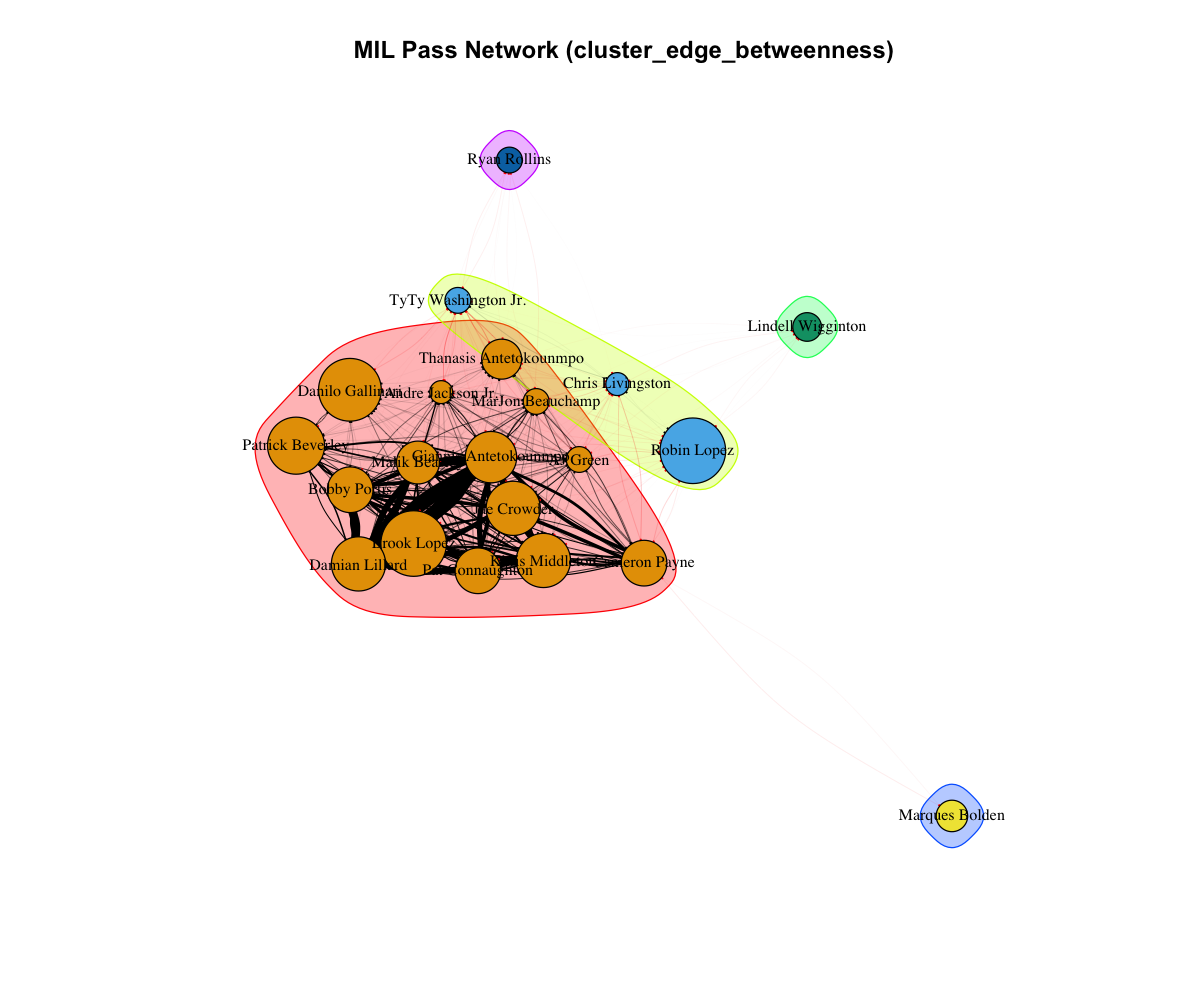 MIL Pass Network (cluster_edge_betweenness)
Ryan Rollins
TyTy Washington Jr.
Lindell Wigginton
Thanasis Antetokounmpo
Chris Livingston
Danilo Gallinari
Andre Jackson Jr.
MarJon Beauchamp
Patrick Beverley
Robin Lopez
Malik
Giannis Antetokounmpo
Green
Bobby Portis
Crowder
Brook Lopez
Damian Lillard
Pat Connaughton
Khris Middleton
Cameron Payne
Marques Bolden